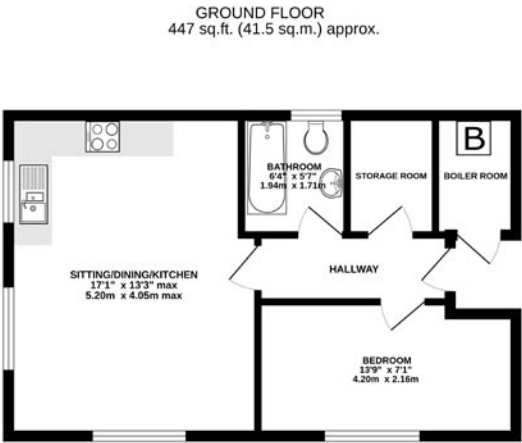 GROUND FLOOR
447 sq.ft. (41.5 sq.m.) approx.
B
BATHROOM
6'4" x 5'7"
1.94m x 1.71m
STORAGE ROOM
BOILER ROOM
SITTING/DINING/KITCHEN
17'1" x 13'3" max
5.20m x 4.05m max
HALLWAY
BEDROOM
13'9" x 7'1"
4.20m x 2.16m